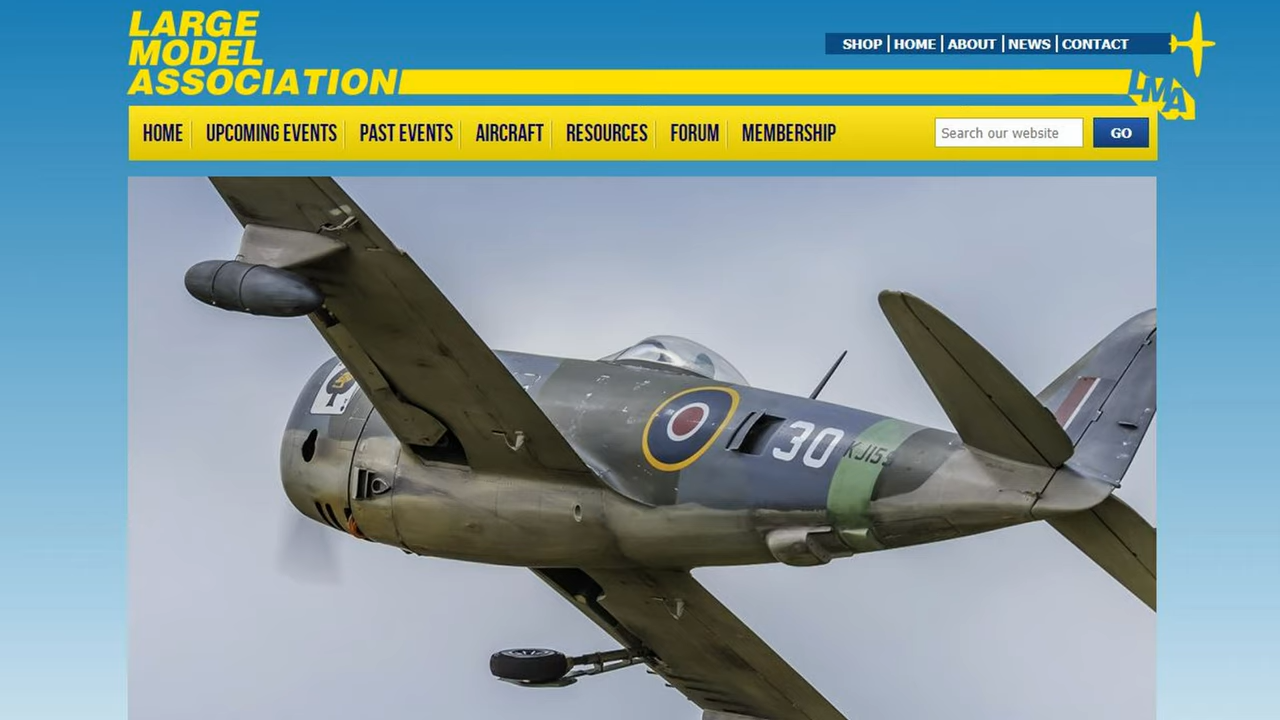 LARGE
MODEL
ASSOCIATION
SHOP HOME ABOUT NEWS CONTACT
LMA
HOME UPCOMING EVENTS PAST EVENTS AIRCRAFT RESOURCES FORUM MEMBERSHIP
Search our website GO
30
KJ159